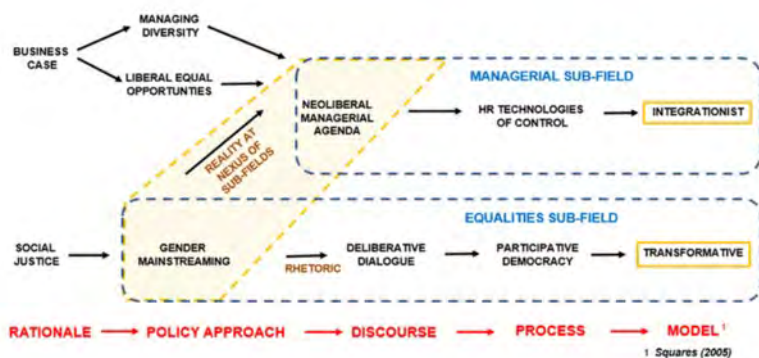 MANAGING
DIVERSITY
BUSINESS
CASE
LIBERAL EQUAL
OPPORTUNTIES
MANAGERIAL SUB-FIELD
NEOLIBERAL
MANAGERIAL
AGENDA
HR TECHNOLOGIES
OF CONTROL
INTEGRATIONIST
REALITY AT
NEXUS OF
SUB-FIELDS
EQUALITIES SUB-FIELD
SOCIAL
JUSTICE
GENDER
MAINSTREAMING
RHETORIC
DELIBERATIVE
DIALOGUE
PARTICIPATIVE
DEMOCRACY
TRANSFORMATIVE
RATIONALE
POLICY APPROACH
DISCOURSE
PROCESS
MODEL ¹
1 Squares (2005)